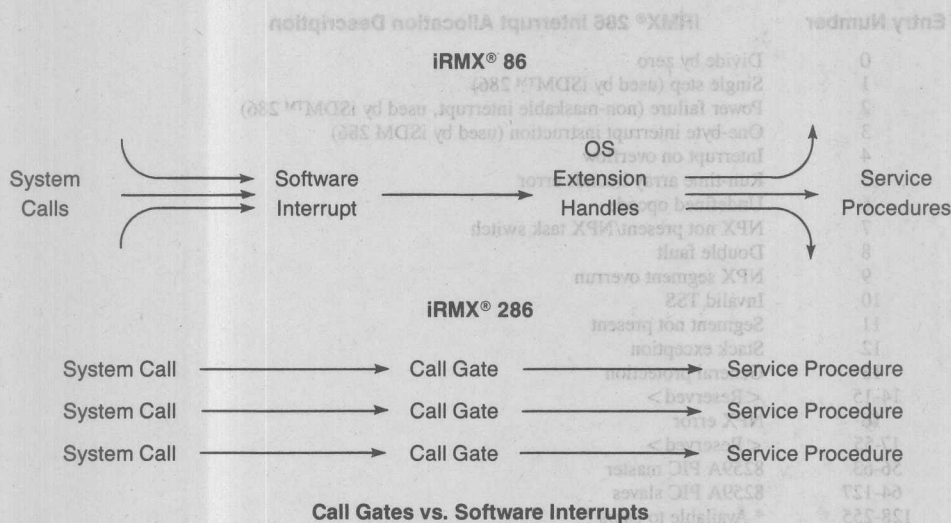 iRMX® 86
System
Calls
Software
Interrupt
OS
Extension
Handles
Service
Procedures
iRMX® 286
System Call Call Gate Service Procedure
System Call Call Gate Service Procedure
System Call Call Gate Service Procedure
Call Gates vs. Software Interrupts